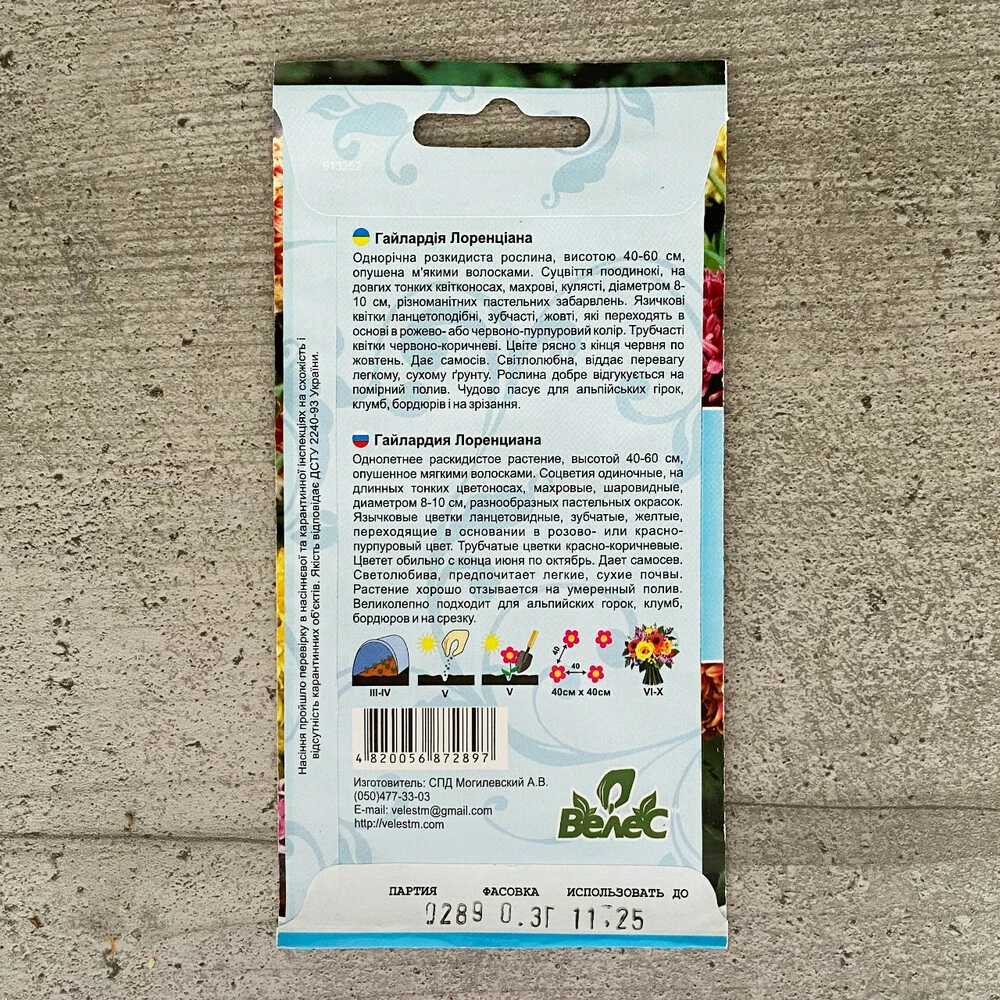 913262
Гайлардія Лоренціана
Однорічна розкидиста рослина, висотою 40-60 см,
опушена м'якими волосками. Суцвіття поодинокі, на
довгих тонких квітконосах, махрові, кулясті, діаметром 8-
10 см, різноманітних пастельних забарвлень. Язичкові
квітки ланцетоподібні, зубчасті, жовті, які переходять в
основі в рожево- або червоно-пурпуровий колір. Трубчасті
квітки червоно-коричневі. Цвіте рясно з кінця червня по
жовтень. Дає самосів. Світлолюбна, віддає перевагу
легкому, сухому ґрунту. Рослина добре відгукується на
помірний полив. Чудово пасує для альпійських гірок,
клумб, бордюрів і на зрізання.
Гайлардия Лоренциана
Однолетнее раскидистое растение, высотой 40-60 см,
опушенное мягкими волосками. Соцветия одиночные, на
длинных тонких цветоносах, махровые, шаровидные,
диаметром 8-10 см, разнообразных пастельных окрасок.
Язычковые цветки ланцетовидные, зубчатые, желтые,
переходящие в основании в розово- или красно-
пурпуровый цвет. Трубчатые цветки красно-коричневые.
Цветет обильно с конца июня по октябрь. Дает самосев.
Светолюбива, предпочитает легкие, сухие почвы.
Растение хорошо отзывается на умеренный полив.
Великолепно подходит для альпийских горок, клумб,
бордюров и на срезку.
Насіння пройшло перевірку в насіннєвої та карантинної інспекціях на схожість і
відсутність карантинних об'єктів. Якість відповідає ДСТУ 2240-93 України.
40
40
III-IV V V 40см х 40см VI-X
4 820056 872897
Изготовитель: СПД Могилевский А.В.
(050)477-33-03
E-mail: velestm@gmail.com
http://velestm.com
ВелеС
ПАРТИЯ ФАСОВКА ИСПОЛЬЗОВАТЬ ДО
0289 0.3Г 11.25